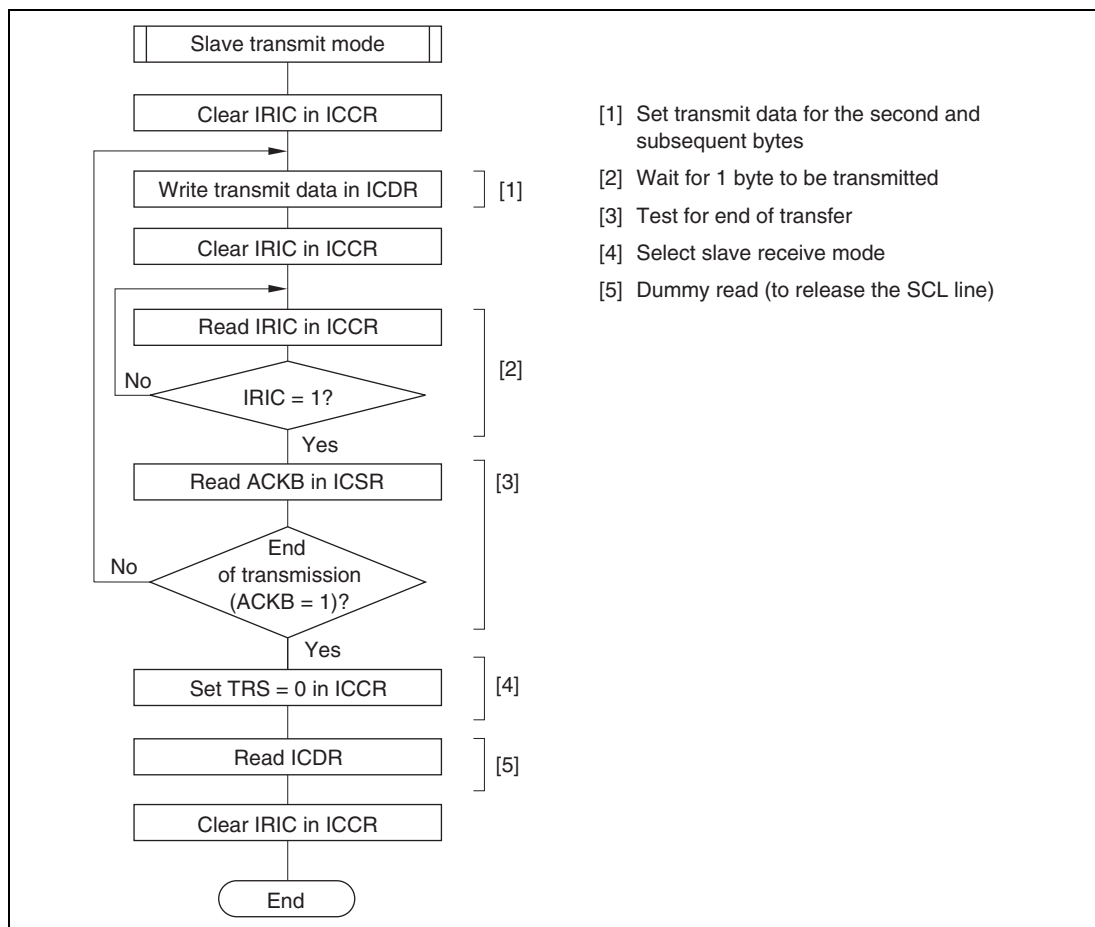 Slave transmit mode
Clear IRIC in ICCR
Write transmit data in ICDR
[1]
Clear IRIC in ICCR
Read IRIC in ICCR
[2]
No
IRIC = 1?
Yes
Read ACKB in ICSR
[3]
No
End
of transmission
(ACKB = 1)?
Yes
Set TRS = 0 in ICCR
[4]
Read ICDR
[5]
Clear IRIC in ICCR
End
[1] Set transmit data for the second and
subsequent bytes
[2] Wait for 1 byte to be transmitted
[3] Test for end of transfer
[4] Select slave receive mode
[5] Dummy read (to release the SCL line)